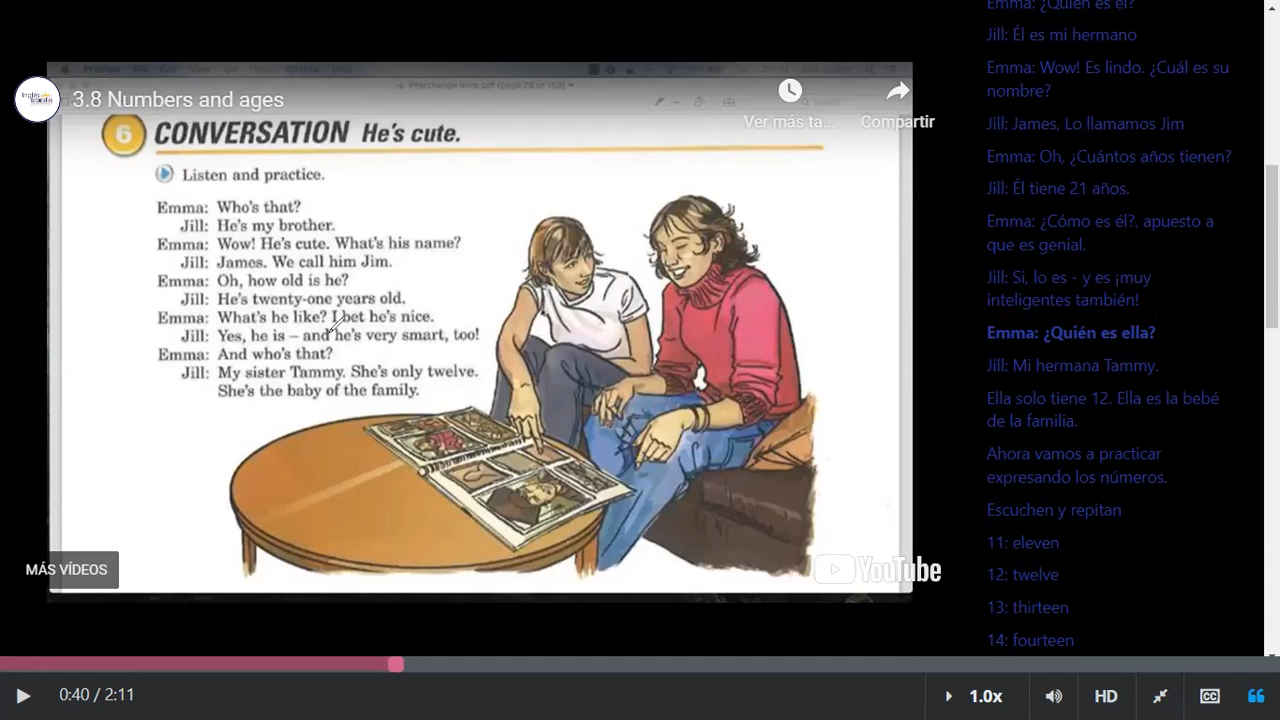 3.8 Numbers and ages
Ver más ta...
Compartir
6 CONVERSATION He's cute.
Listen and practice.
Emma: Who's that?
Jill: He's my brother.
Emma: Wow! He's cute. What's his name?
Jill: James. We call him Jim.
Emma: Oh, how old is he?
Jill: He's twenty-one years old.
Emma: What's he like? I bet he's nice.
Jill: Yes, he is – and he's very smart, too!
Emma: And who's that?
Jill: My sister Tammy. She's only twelve.
She's the baby of the family.
MÁS VÍDEOS
YouTube
Emma: ¿Quién es él?
Jill: Él es mi hermano
Emma: Wow! Es lindo. ¿Cuál es su
nombre?
Jill: James, Lo llamamos Jim
Emma: Oh, ¿Cuántos años tienen?
Jill: Él tiene 21 años.
Emma: ¿Cómo es él?, apuesto a
que es genial.
Jill: Si, lo es - y es ¡muy
inteligentes también!
Emma: ¿Quién es ella?
Jill: Mi hermana Tammy.
Ella solo tiene 12. Ella es la bebé
de la familia.
Ahora vamos a practicar
expresando los números.
Escuchen y repitan
11: eleven
12: twelve
13: thirteen
14: fourteen
0:40 / 2:11
1.0x
HD
CC